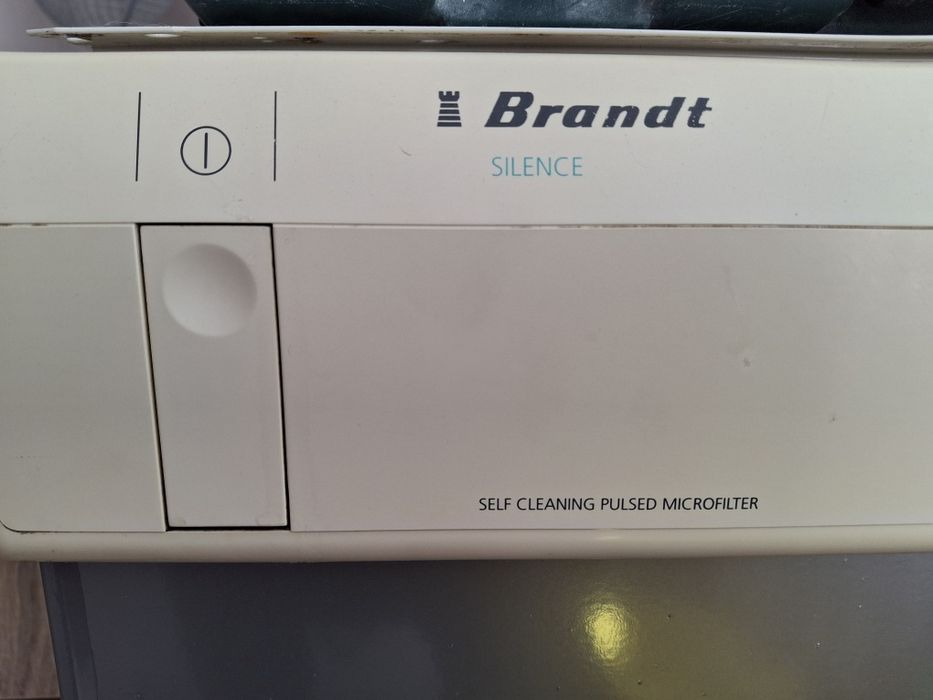 Brandt
SILENCE
SELF CLEANING PULSED MICROFILTER